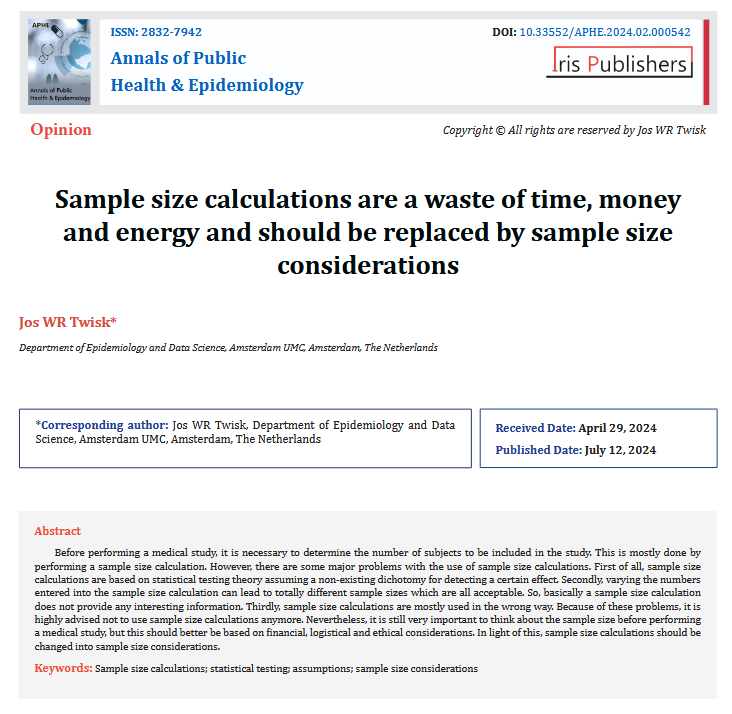 APHE
Annals of Public
Health & Epidemiology
ISSN: 2832-7942
DOI: 10.33552/APHE.2024.02.000542
Annals of Public
Health & Epidemiology
Iris Publishers
Opinion
Copyright © All rights are reserved by Jos WR Twisk
Sample size calculations are a waste of time, money
and energy and should be replaced by sample size
considerations
Jos WR Twisk*
Department of Epidemiology and Data Science, Amsterdam UMC, Amsterdam, The Netherlands
*Corresponding author: Jos WR Twisk, Department of Epidemiology and Data
Science, Amsterdam UMC, Amsterdam, The Netherlands
Received Date: April 29, 2024
Published Date: July 12, 2024
Abstract
Before performing a medical study, it is necessary to determine the number of subjects to be included in the study. This is mostly done by
performing a sample size calculation. However, there are some major problems with the use of sample size calculations. First of all, sample size
calculations are based on statistical testing theory assuming a non-existing dichotomy for detecting a certain effect. Secondly, varying the numbers
entered into the sample size calculation can lead to totally different sample sizes which are all acceptable. So, basically a sample size calculation
does not provide any interesting information. Thirdly, sample size calculations are mostly used in the wrong way. Because of these problems, it is
highly advised not to use sample size calculations anymore. Nevertheless, it is still very important to think about the sample size before performing
a medical study, but this should better be based on financial, logistical and ethical considerations. In light of this, sample size calculations should be
changed into sample size considerations.
Keywords: Sample size calculations; statistical testing; assumptions; sample size considerations